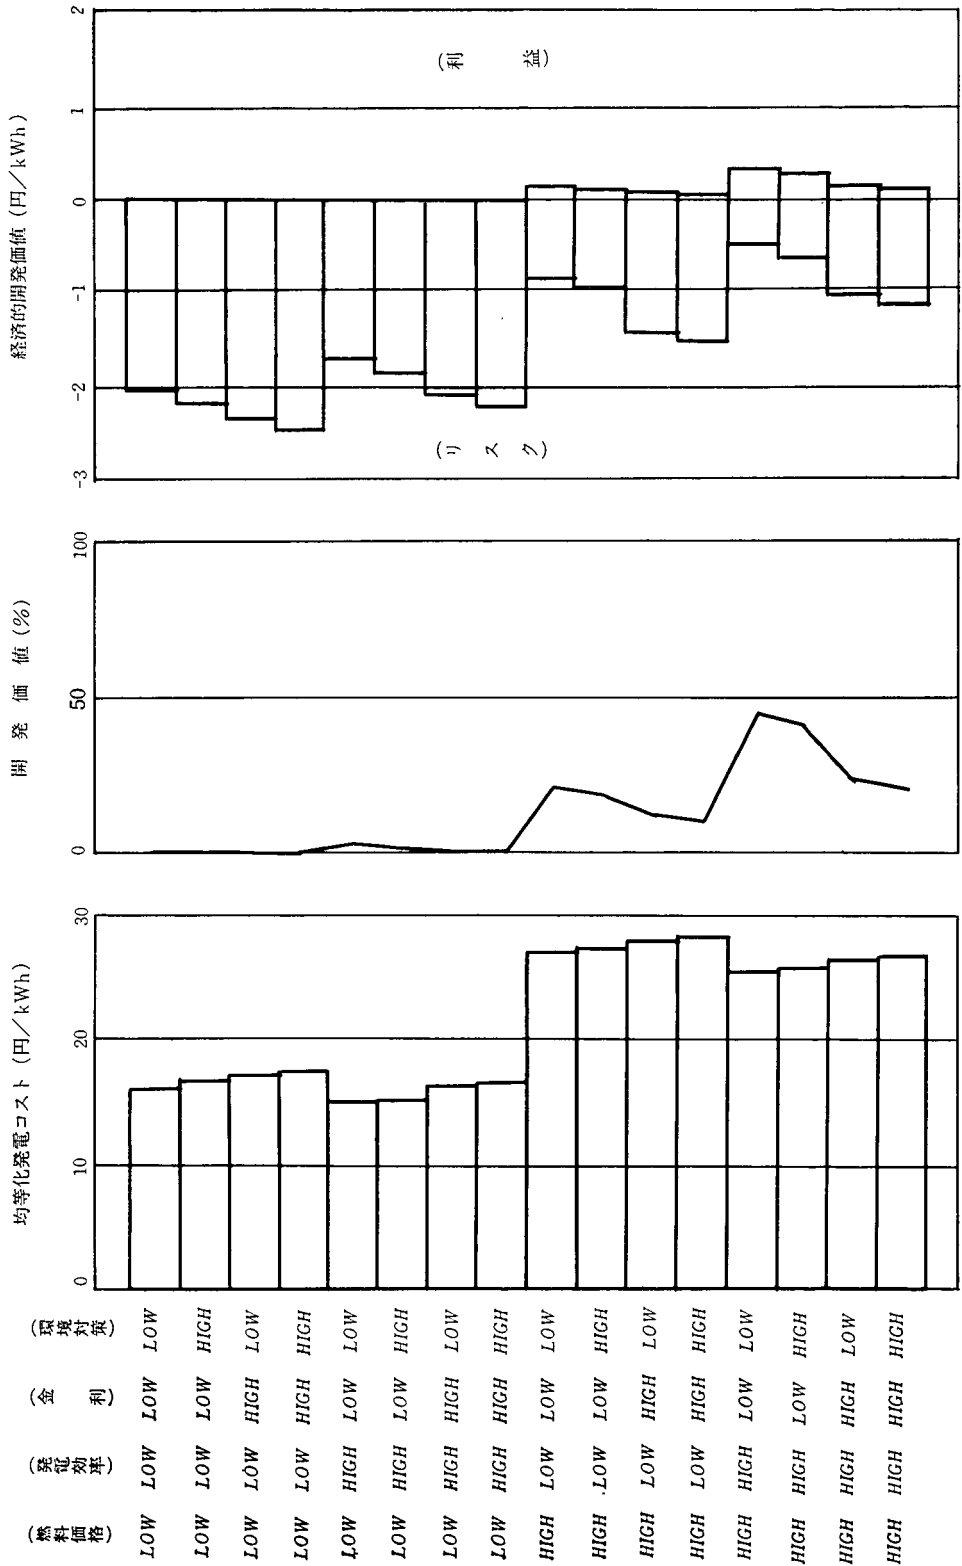 経済的開発価値 (円/kWh)
2
1
0
-1
-2
-3
(利 益)
(リ ス ク)
開 発 価 値 (%)
100
50
0
均等化発電コスト (円/kWh)
30
20
10
0
(環境対策) LOW HIGH LOW HIGH LOW HIGH LOW HIGH LOW HIGH LOW HIGH LOW HIGH LOW HIGH
(金 利) LOW LOW HIGH HIGH LOW LOW HIGH HIGH LOW LOW HIGH HIGH LOW LOW HIGH HIGH
(発電効率) LOW LOW LOW LOW HIGH HIGH HIGH HIGH LOW .LOW LOW LOW HIGH HIGH HIGH HIGH
(燃料価格) LOW LOW LOW LOW LOW LOW LOW LOW HIGH HIGH HIGH HIGH HIGH HIGH HIGH HIGH